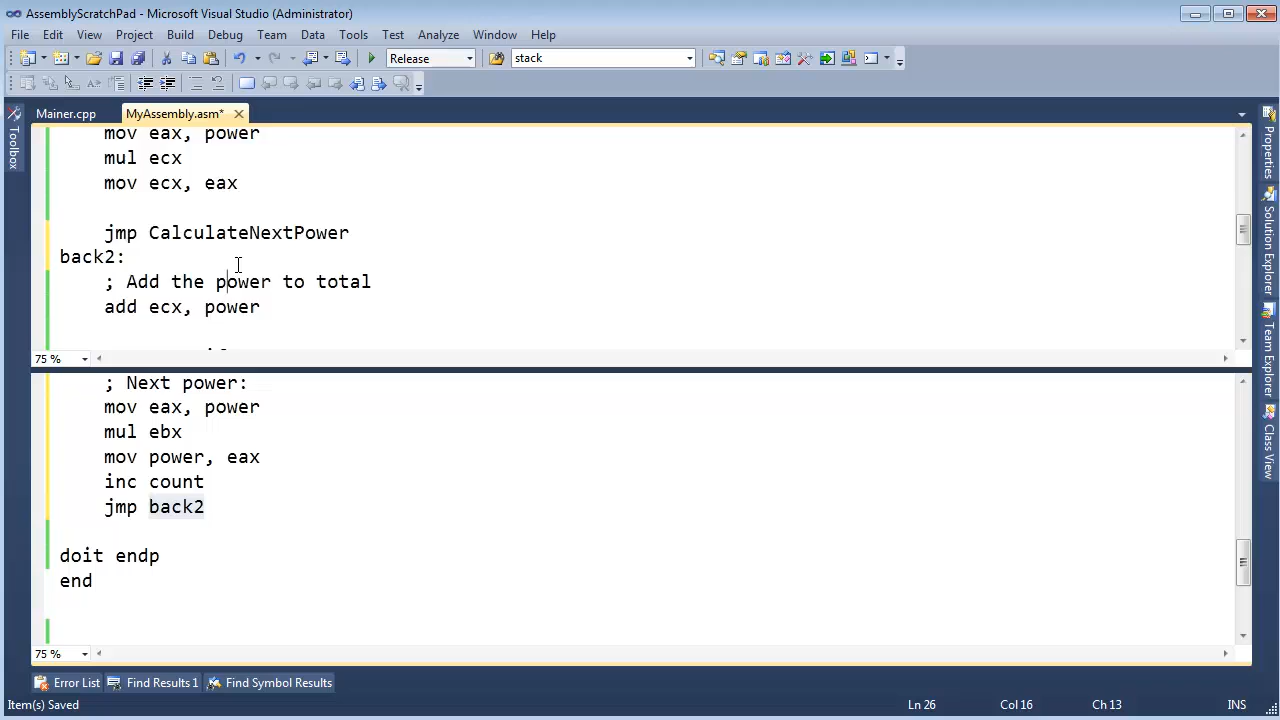 AssemblyScratchPad - Microsoft Visual Studio (Administrator)
File Edit View Project Build Debug Team Data Tools Test Analyze Window Help
Release stack
Mainer.cpp MyAssembly.asm*
Toolbox
Properties
Solution Explorer
Team Explorer
Class View
mov eax, power
mul ecx
mov ecx, eax
jmp CalculateNextPower
back2:
; Add the power to total
add ecx, power
75 %
; Next power:
mov eax, power
mul ebx
mov power, eax
inc count
jmp back2
doit endp
end
75 %
Error List Find Results 1 Find Symbol Results
Item(s) Saved Ln 26 Col 16 Ch 13 INS